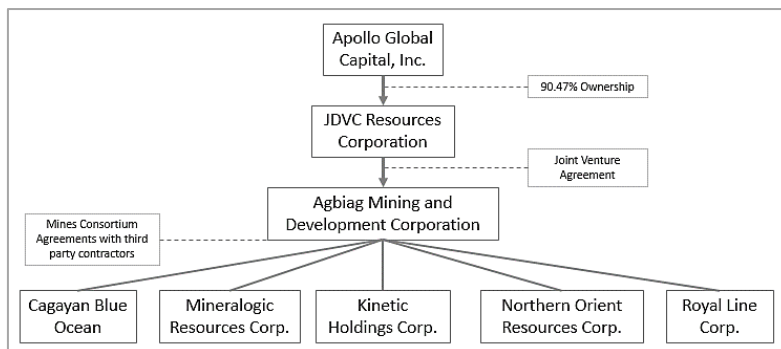 Apollo Global
Capital, Inc.
90.47% Ownership
JDVC Resources
Corporation
Joint Venture
Agreement
Agbiag Mining and
Development Corporation
Mines Consortium
Agreements with third
party contractors
Cagayan Blue
Ocean
Mineralogic
Resources Corp.
Kinetic
Holdings Corp.
Northern Orient
Resources Corp.
Royal Line
Corp.